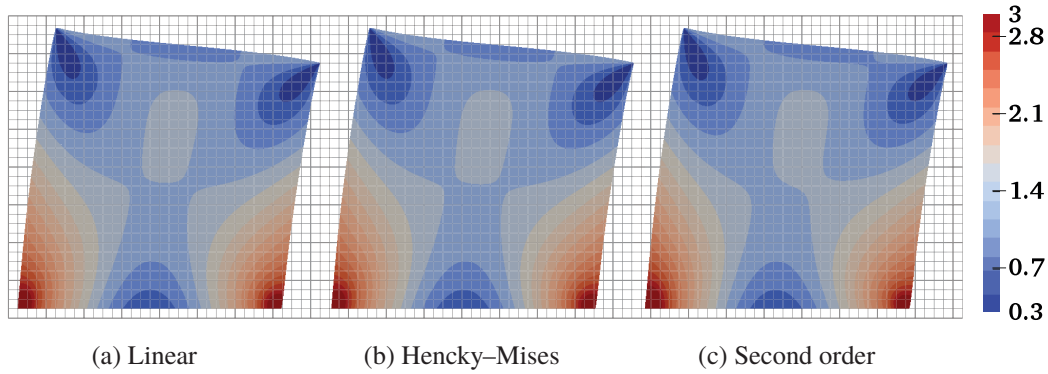 3
2.8
2.1
1.4
0.7
0.3
(a) Linear
(b) Hencky–Mises
(c) Second order